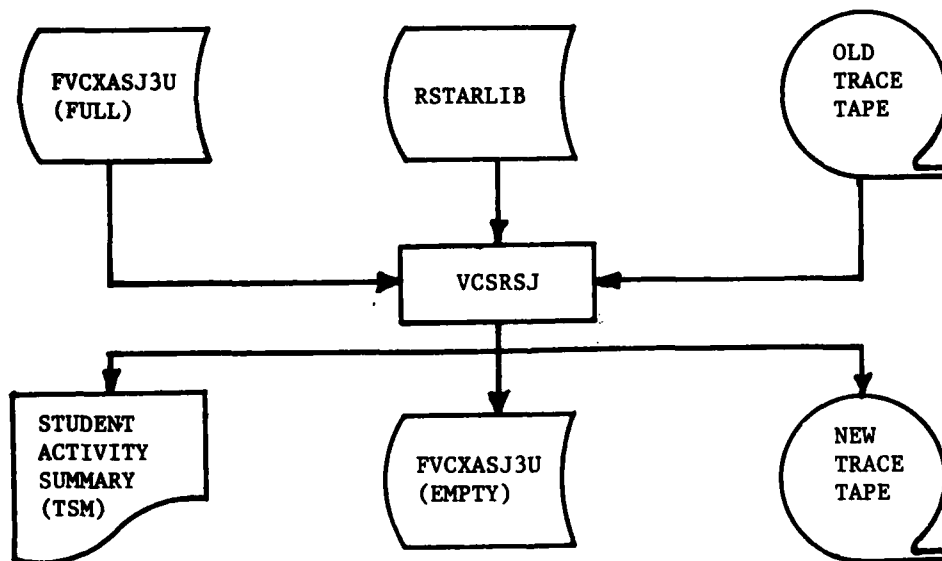 FVCXASJ3U
(FULL)
RSTARLIB
OLD
TRACE
TAPE
VCSRSJ
STUDENT
ACTIVITY
SUMMARY
(TSM)
FVCXASJ3U
(EMPTY)
NEW
TRACE
TAPE